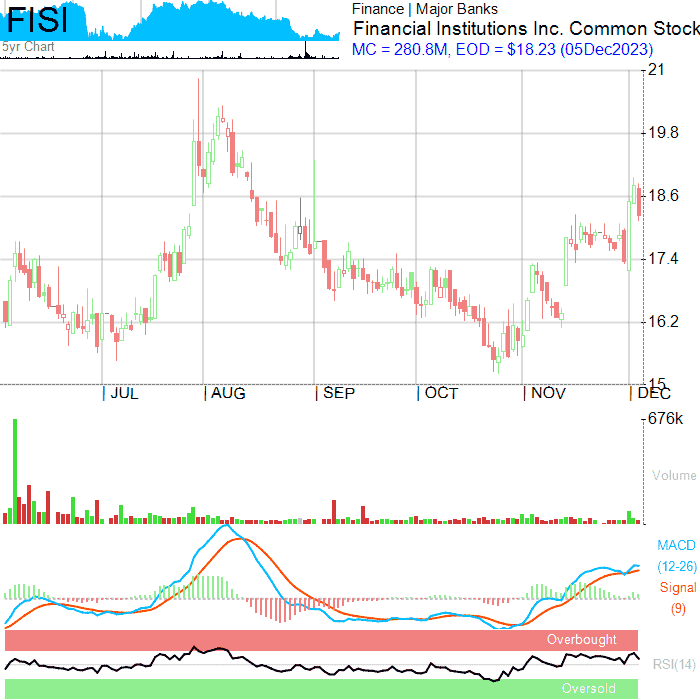 FISI
5yr Chart
Finance | Major Banks
Financial Institutions Inc. Common Stock
MC = 280.8M, EOD = $18.23 (05Dec2023)
21
19.8
18.6
17.4
16.2
15
| JUL | AUG | SEP | OCT | NOV | DEC
676k
Volume
MACD
(12-26)
Signal
(9)
Overbought
RSI(14)
Oversold